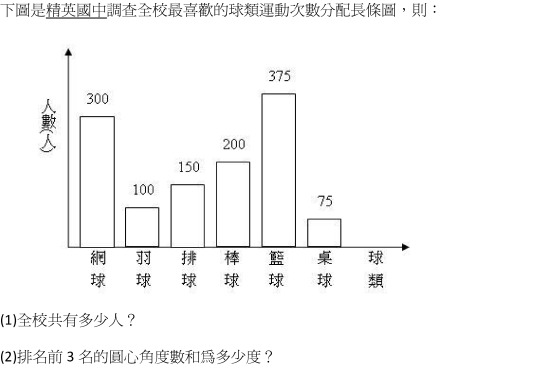 下圖是精英國中調查全校最喜歡的球類運動次數分配長條圖，則：
375
300
200
150
100
75
人數(人)
網球
羽球
排球
棒球
籃球
桌球
球類
(1)全校共有多少人？
(2)排名前 3 名的圓心角度數和為多少度？